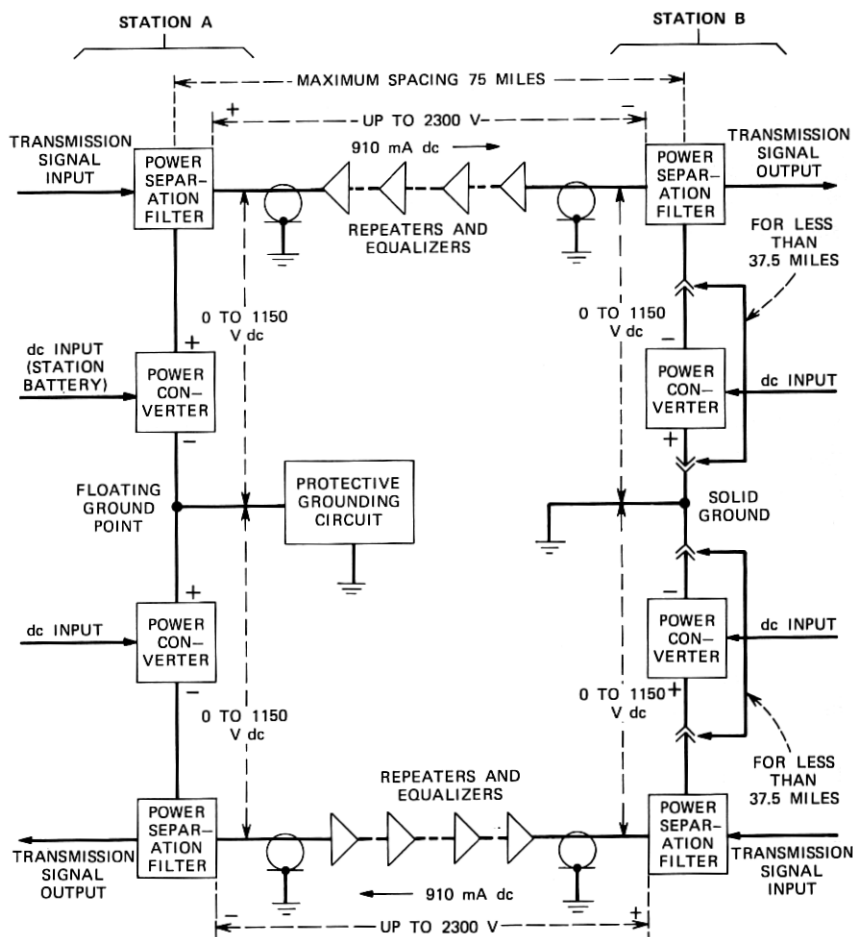 STATION A
STATION B
MAXIMUM SPACING 75 MILES
+
UP TO 2300 V
−
TRANSMISSION
SIGNAL
INPUT
POWER
SEPAR-
ATION
FILTER
910 mA dc
REPEATERS AND
EQUALIZERS
POWER
SEPAR-
ATION
FILTER
TRANSMISSION
SIGNAL
OUTPUT
FOR LESS
THAN
37.5 MILES
0 TO 1150
V dc
0 TO 1150
V dc
dc INPUT
(STATION
BATTERY)
+
POWER
CON-
VERTER
−
−
POWER
CON-
VERTER
+
dc INPUT
FLOATING
GROUND
POINT
PROTECTIVE
GROUNDING
CIRCUIT
SOLID
GROUND
dc INPUT
+
POWER
CON-
VERTER
−
−
POWER
CON-
VERTER
+
dc INPUT
0 TO 1150
V dc
0 TO 1150
V dc
FOR LESS
THAN
37.5 MILES
REPEATERS AND
EQUALIZERS
POWER
SEPAR-
ATION
FILTER
TRANSMISSION
SIGNAL
OUTPUT
POWER
SEPAR-
ATION
FILTER
TRANSMISSION
SIGNAL
INPUT
910 mA dc
−
UP TO 2300 V
+